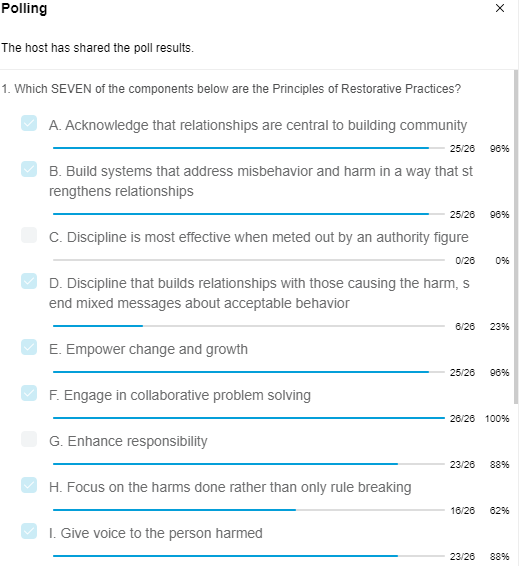 Polling
The host has shared the poll results.
1. Which SEVEN of the components below are the Principles of Restorative Practices?
A. Acknowledge that relationships are central to building community
25/26 96%
B. Build systems that address misbehavior and harm in a way that st
rengthens relationships
25/26 96%
C. Discipline is most effective when meted out by an authority figure
0/26 0%
D. Discipline that builds relationships with those causing the harm, s
end mixed messages about acceptable behavior
6/26 23%
E. Empower change and growth
25/26 96%
F. Engage in collaborative problem solving
26/26 100%
G. Enhance responsibility
23/26 88%
H. Focus on the harms done rather than only rule breaking
16/26 62%
I. Give voice to the person harmed
23/26 88%